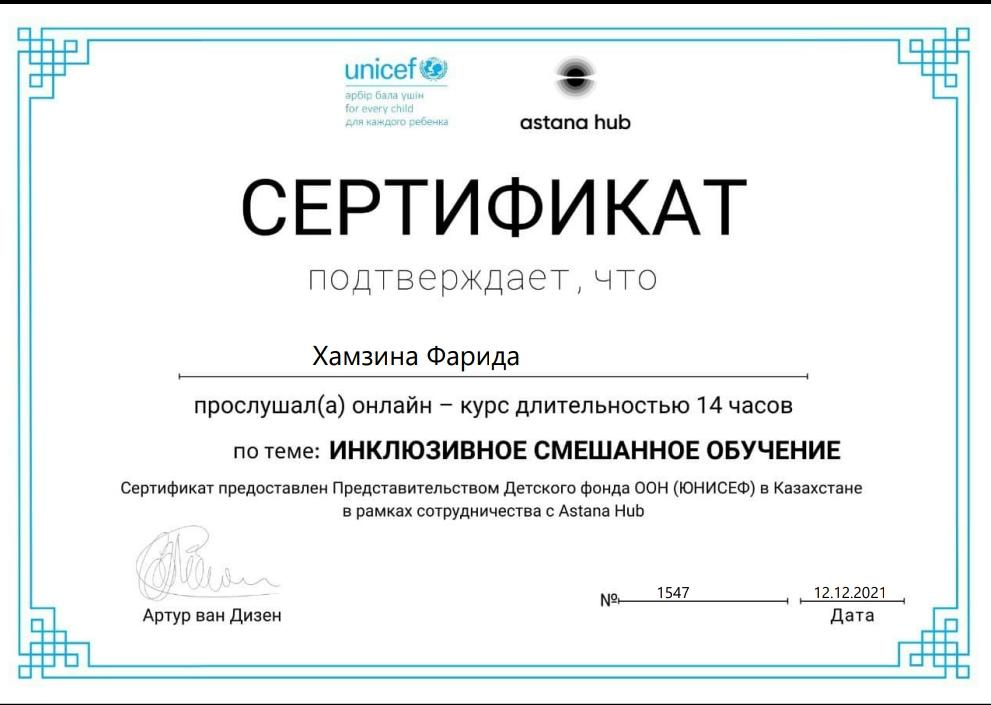 unicef
әрбір бала үшін
for every child
для каждого ребенка
astana hub
СЕРТИФИКАТ
подтверждает, что
Хамзина Фарида
прослушал(а) онлайн – курс длительностью 14 часов
по теме: ИНКЛЮЗИВНОЕ СМЕШАННОЕ ОБУЧЕНИЕ
Сертификат предоставлен Представительством Детского фонда ООН (ЮНИСЕФ) в Казахстане
в рамках сотрудничества с Astana Hub
Артур ван Дизен
№ 1547 12.12.2021
Дата